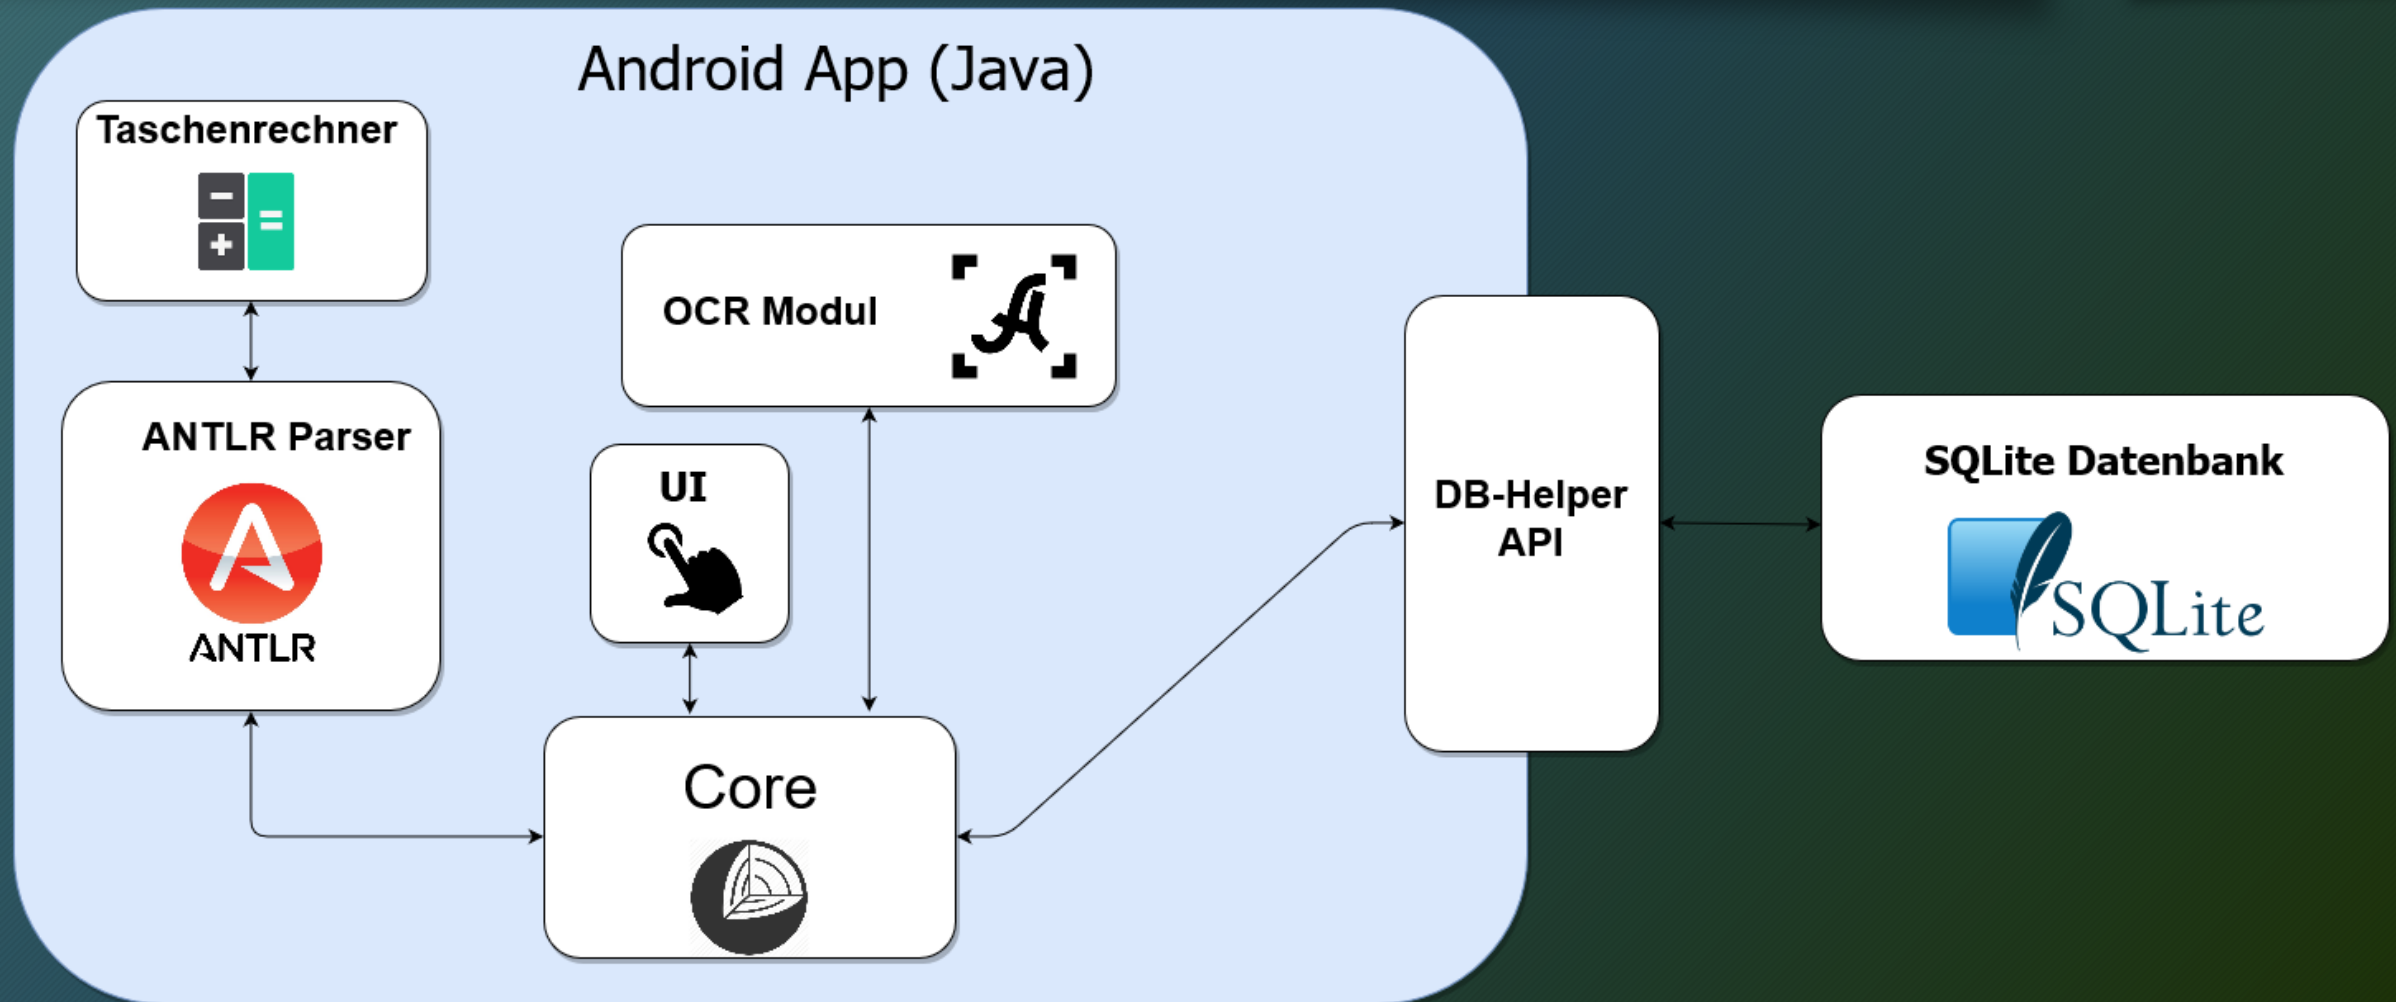 Android App (Java)
Taschenrechner
OCR Modul
ANTLR Parser
ANTLR
UI
DB-Helper
API
SQLite Datenbank
SQLite
Core